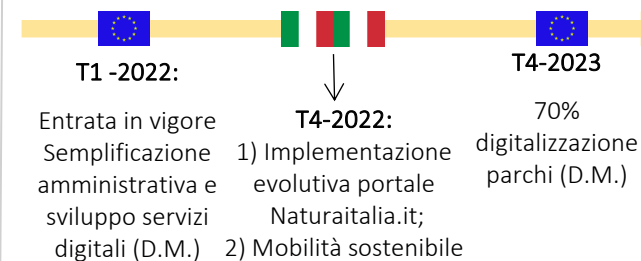 T1 -2022:
Entrata in vigore
Semplificazione
amministrativa e
sviluppo servizi
digitali (D.M.)
T4-2022:
1) Implementazione
evolutiva portale
Naturaitalia.it;
2) Mobilità sostenibile
T4-2023
70%
digitalizzazione
parchi (D.M.)